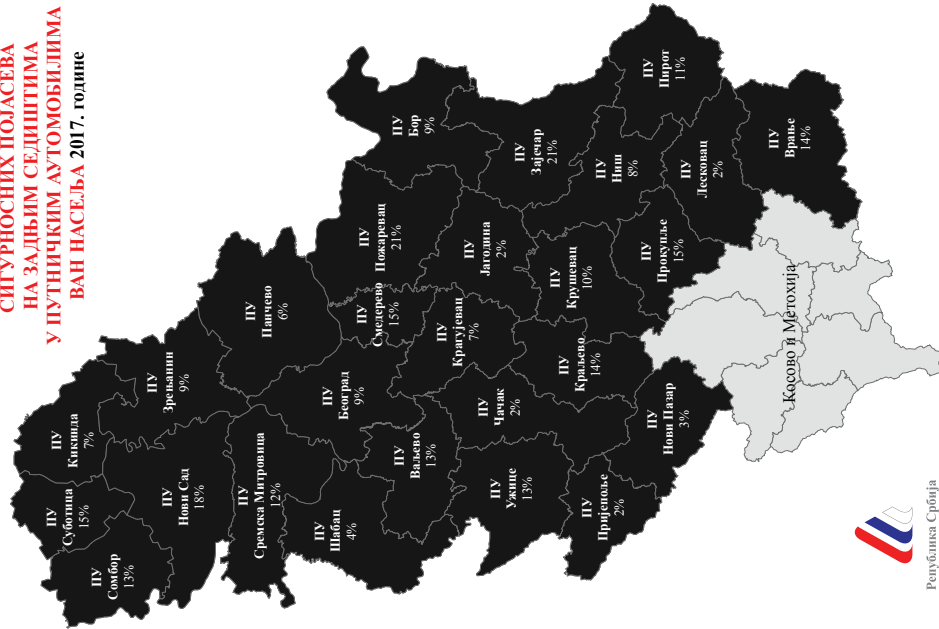 СИГУРНОСНИХ ПОЈАСЕВА
НА ЗАДЊИМ СЕДИШТИМА
У ПУТНИЧКИМ АУТОМОБИЛИМА
ВАН НАСЕЉА 2017. године
ПУ
Суботица
15%
ПУ
Кикинда
7%
ПУ
Сомбор
13%
ПУ
Зрењанин
9%
ПУ
Нови Сад
18%
ПУ
Панчево
6%
ПУ
Сремска Митровица
12%
ПУ
Београд
9%
ПУ
Шабац
4%
ПУ
Ваљево
13%
ПУ
Смедерево
15%
ПУ
Пожаревац
21%
ПУ
Бор
9%
ПУ
Крагујевац
7%
ПУ
Јагодина
2%
ПУ
Зајечар
21%
ПУ
Ужице
13%
ПУ
Чачак
2%
ПУ
Краљево
14%
ПУ
Крушевац
10%
ПУ
Ниш
8%
ПУ
Пирот
11%
ПУ
Пријепоље
2%
ПУ
Нови Пазар
3%
ПУ
Прокупље
15%
ПУ
Лесковац
2%
ПУ
Врање
14%
Косово и Метохија
Република Србија